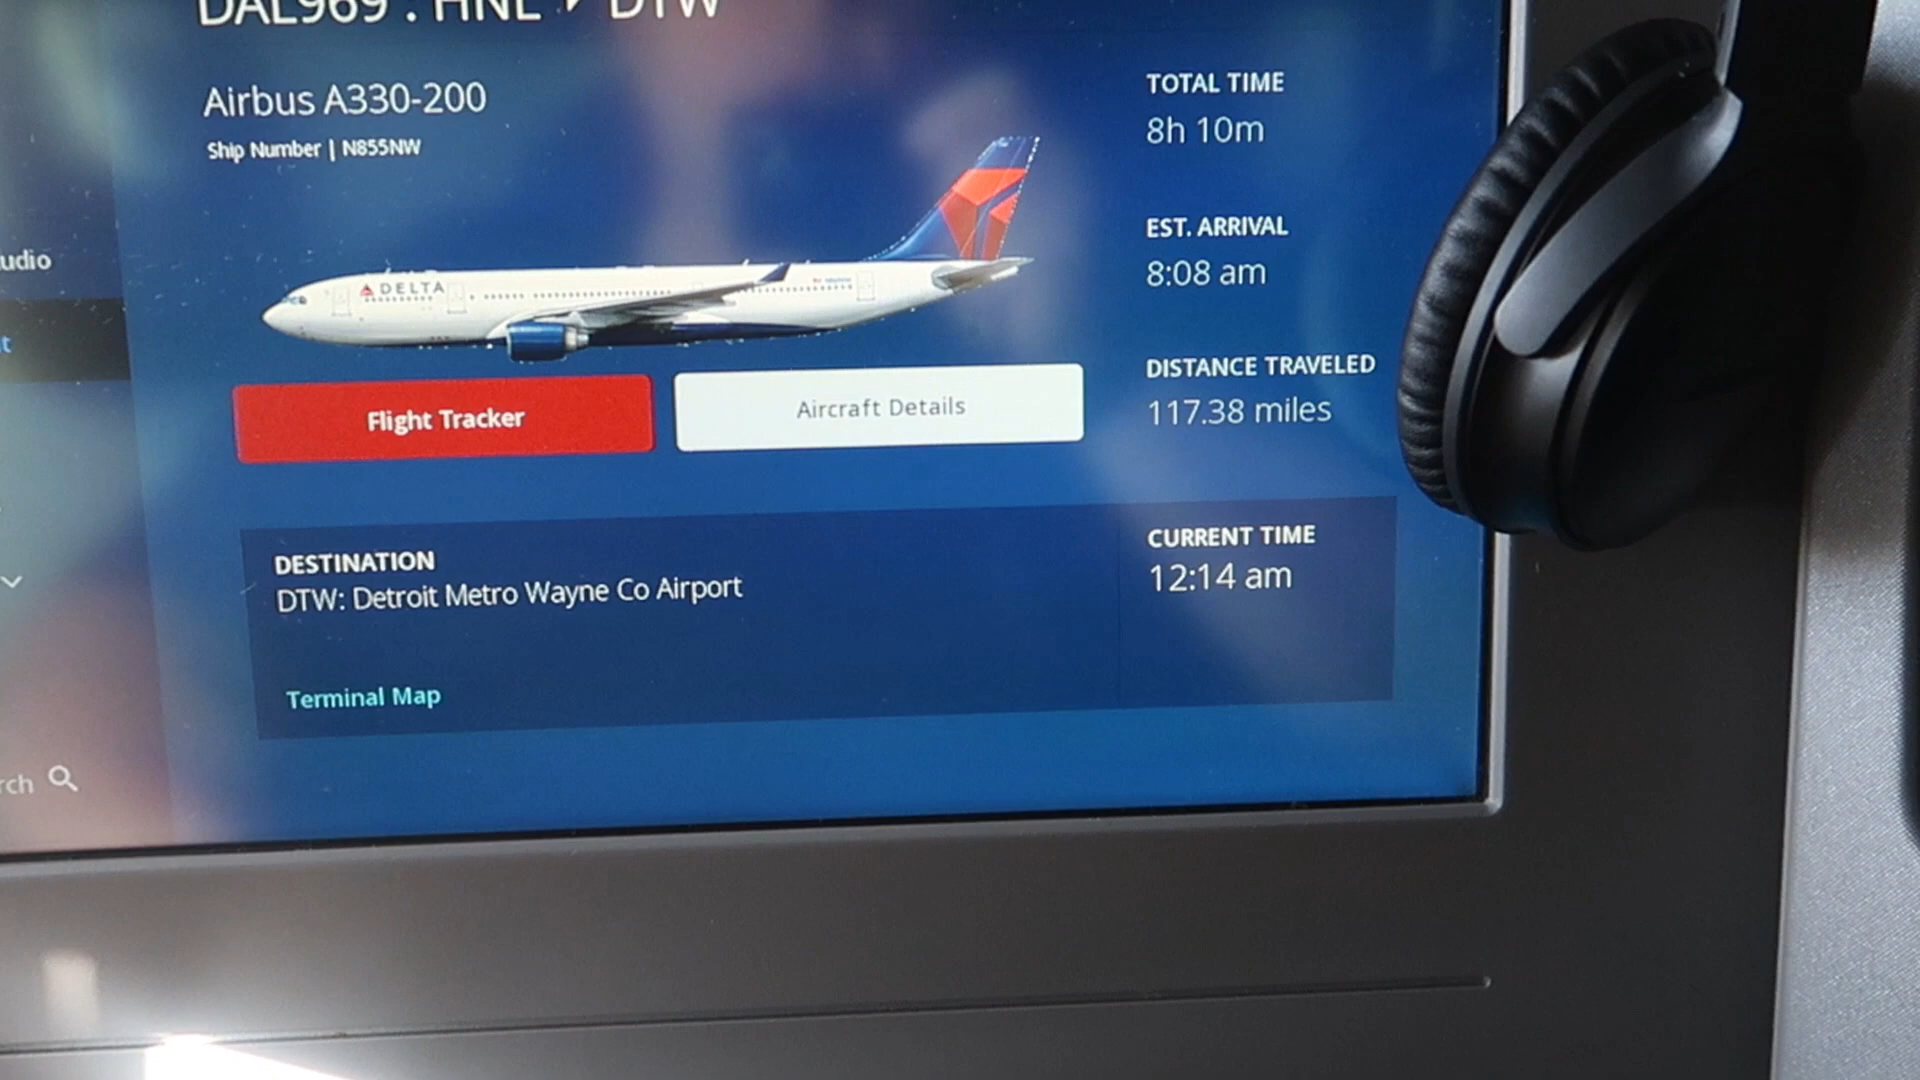 DAL969 : HNL ▸ DTW
Airbus A330-200
Ship Number | N855NW
DELTA
TOTAL TIME
8h 10m
EST. ARRIVAL
8:08 am
DISTANCE TRAVELED
117.38 miles
Flight Tracker
Aircraft Details
DESTINATION
DTW: Detroit Metro Wayne Co Airport
Terminal Map
CURRENT TIME
12:14 am